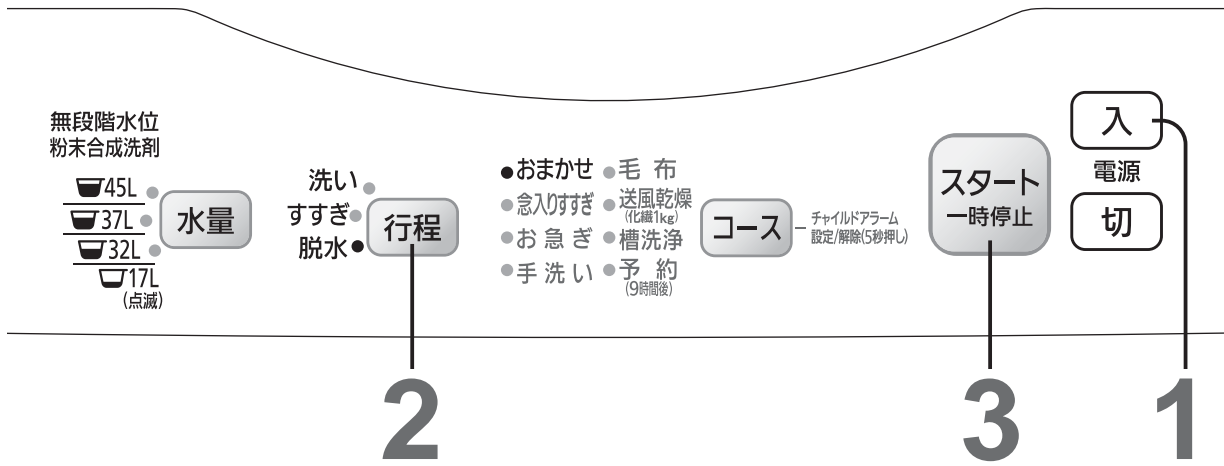 無段階水位
粉末合成洗剤
45L
37L
32L
17L
(点滅)
水量
洗い
すすぎ
脱水
行程
おまかせ
念入りすすぎ
お急ぎ
手洗い
毛布
送風乾燥
(化繊1kg)
槽洗浄
予約
(9時間後)
コース
チャイルドアラーム
設定/解除(5秒押し)
スタート
一時停止
入
電源
切
2
3
1